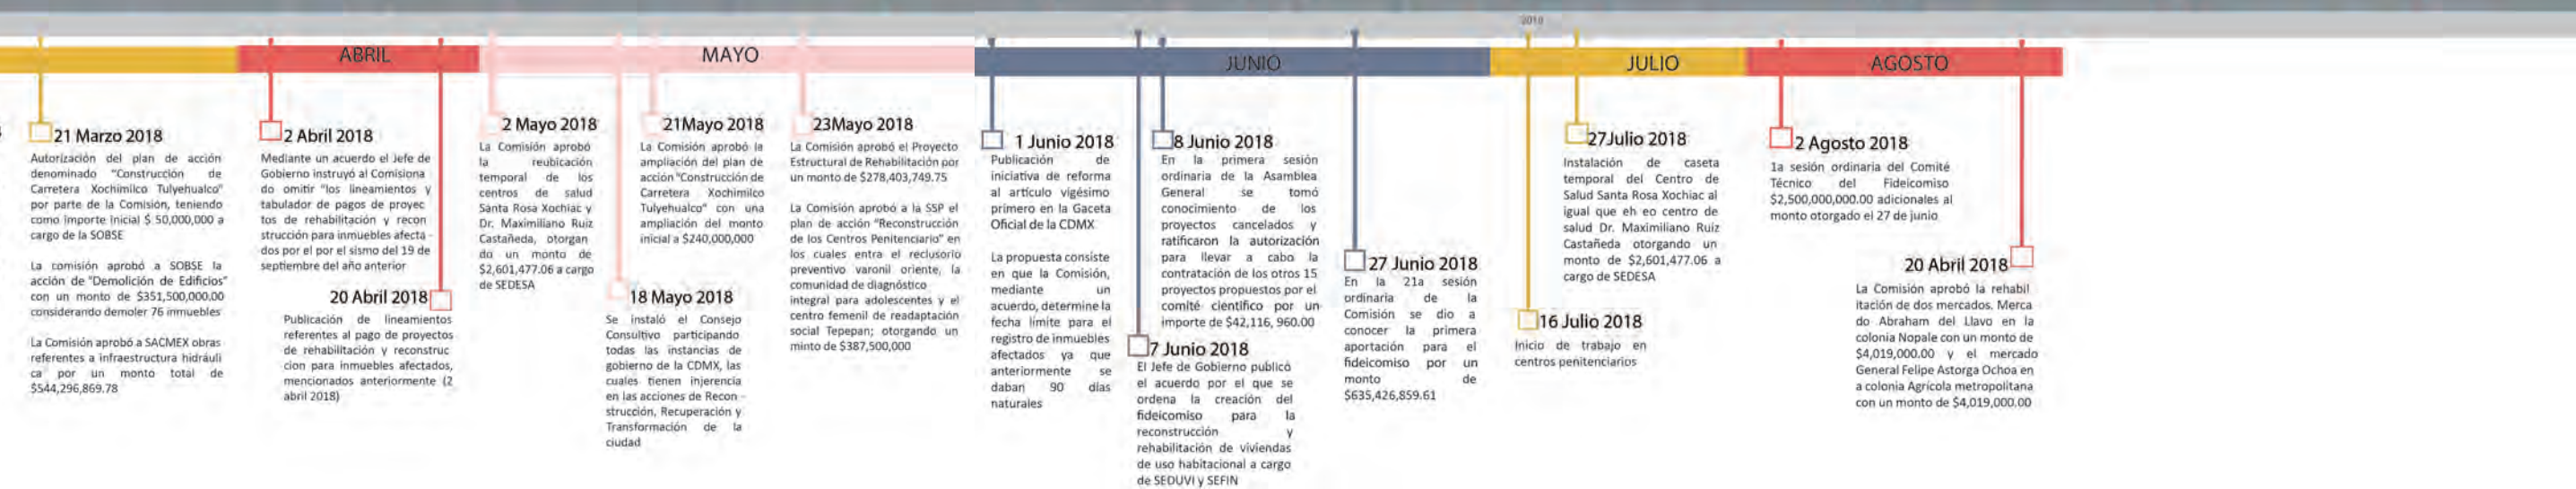 2018
ABRIL
MAYO
JUNIO
JULIO
AGOSTO
21 Marzo 2018
Autorización del plan de acción
denominado "Construcción de
Carretera Xochimilco Tulyehualco"
por parte de la Comisión, teniendo
como importe inicial $ 50,000,000 a
cargo de la SOBSE
La comisión aprobó a SOBSE la
acción de "Demolición de Edificios"
con un monto de $351,500,000.00
considerando demoler 76 inmuebles
La Comisión aprobó a SACMEX obras
referentes a infraestructura hidráuli
ca por un monto total de
$544,296,869.78
2 Abril 2018
Mediante un acuerdo el Jefe de
Gobierno instruyó al Comisiona
do omitir "los lineamientos y
tabulador de pagos de proyec
tos de rehabilitación y recon
strucción para inmuebles afecta -
dos por el por el sismo del 19 de
septiembre del año anterior
20 Abril 2018
Publicación de lineamientos
referentes al pago de proyectos
de rehabilitación y reconstruc
cion para inmuebles afectados,
mencionados anteriormente (2
abril 2018)
2 Mayo 2018
La Comisión aprobó
la reubicación
temporal de los
centros de salud
Santa Rosa Xochiac y
Dr. Maximiliano Ruiz
Castañeda, otorgan
do un monto de
$2,601,477.06 a cargo
de SEDESA
18 Mayo 2018
Se instaló el Consejo
Consultivo participando
todas las instancias de
gobierno de la CDMX, las
cuales tienen injerencia
en las acciones de Recon -
strucción, Recuperación y
Transformación de la
ciudad
21Mayo 2018
La Comisión aprobó la
ampliación del plan de
acción "Construcción de
Carretera Xochimilco
Tulyehualco" con una
ampliación del monto
inicial a $240,000,000
23Mayo 2018
La Comisión aprobó el Proyecto
Estructural de Rehabilitación por
un monto de $278,403,749.75
La Comisión aprobó a la SSP el
plan de acción "Reconstrucción
de los Centros Penitenciario" en
los cuales entra el reclusorio
preventivo varonil oriente, la
comunidad de diagnóstico
integral para adolescentes y el
centro femenil de readaptación
social Tepepan; otorgando un
minto de $387,500,000
1 Junio 2018
Publicación de
iniciativa de reforma
al artículo vigésimo
primero en la Gaceta
Oficial de la CDMX
La propuesta consiste
en que la Comisión,
mediante un
acuerdo, determine la
fecha límite para el
registro de inmuebles
afectados ya que
anteriormente se
daban 90 días
naturales
8 Junio 2018
En la primera sesión
ordinaria de la Asamblea
General se tomó
conocimiento de los
proyectos cancelados y
ratificaron la autorización
para llevar a cabo la
contratación de los otros 15
proyectos propuestos por el
comité científico por un
importe de $42,116, 960.00
7 Junio 2018
El Jefe de Gobierno publicó
el acuerdo por el que se
ordena la creación del
fideicomiso para la
reconstrucción y
rehabilitación de viviendas
de uso habitacional a cargo
de SEDUVI y SEFIN
27 Junio 2018
En la 21a sesión
ordinaria de la
Comisión se dio a
conocer la primera
aportación para el
fideicomiso por un
monto de
$635,426,859.61
27Julio 2018
Instalación de caseta
temporal del Centro de
Salud Santa Rosa Xochiac al
igual que eh eo centro de
salud Dr. Maximiliano Ruiz
Castañeda otorgando un
monto de $2,601,477.06 a
cargo de SEDESA
16 Julio 2018
Inicio de trabajo en
centros penitenciarios
2 Agosto 2018
1a sesión ordinaria del Comité
Técnico del Fideicomiso
$2,500,000,000.00 adicionales al
monto otorgado el 27 de junio
20 Abril 2018
La Comisión aprobó la rehabil
itación de dos mercados. Merca
do Abraham del Llavo en la
colonia Nopale con un monto de
$4,019,000.00 y el mercado
General Felipe Astorga Ochoa en
a colonia Agrícola metropolitana
con un monto de $4,019,000.00